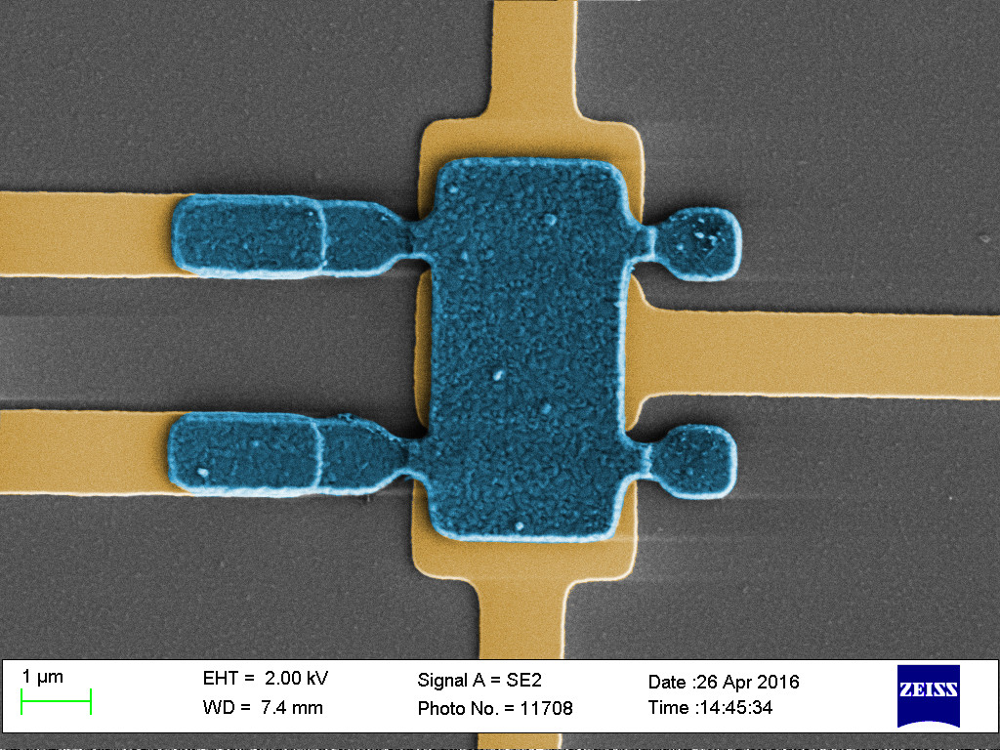 1 µm
EHT = 2.00 kV
Signal A = SE2
Date :26 Apr 2016
WD = 7.4 mm
Photo No. = 11708
Time :14:45:34
ZEISS